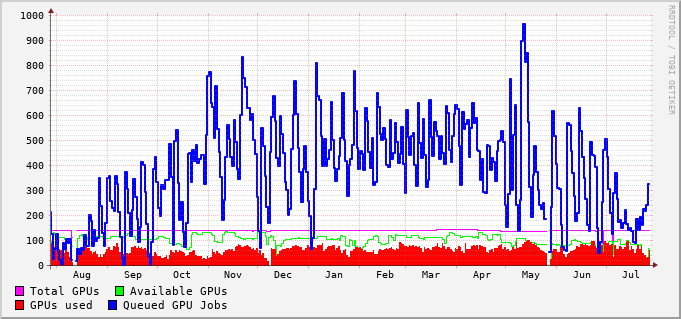 1000
900
800
700
600
500
400
300
200
100
0
Aug Sep Oct Nov Dec Jan Feb Mar Apr May Jun Jul
Total GPUs Available GPUs
GPUs used Queued GPU Jobs
RRDTOOL / TOBI OETIKER